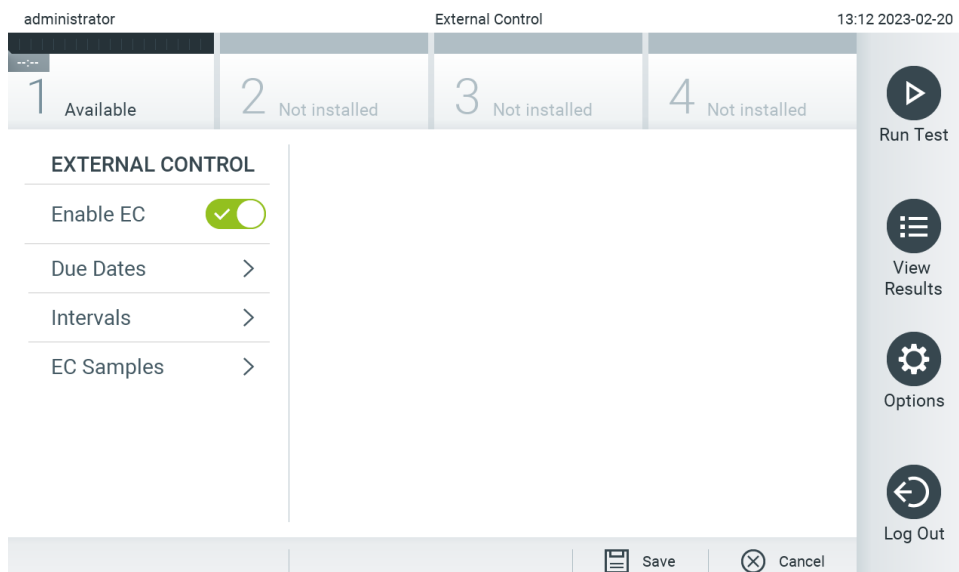 administrator External Control 13:12 2023-02-20
--:--
1 Available 2 Not installed 3 Not installed 4 Not installed
Run Test
EXTERNAL CONTROL
Enable EC
Due Dates
Intervals
EC Samples
View
Results
Options
Log Out
Save Cancel